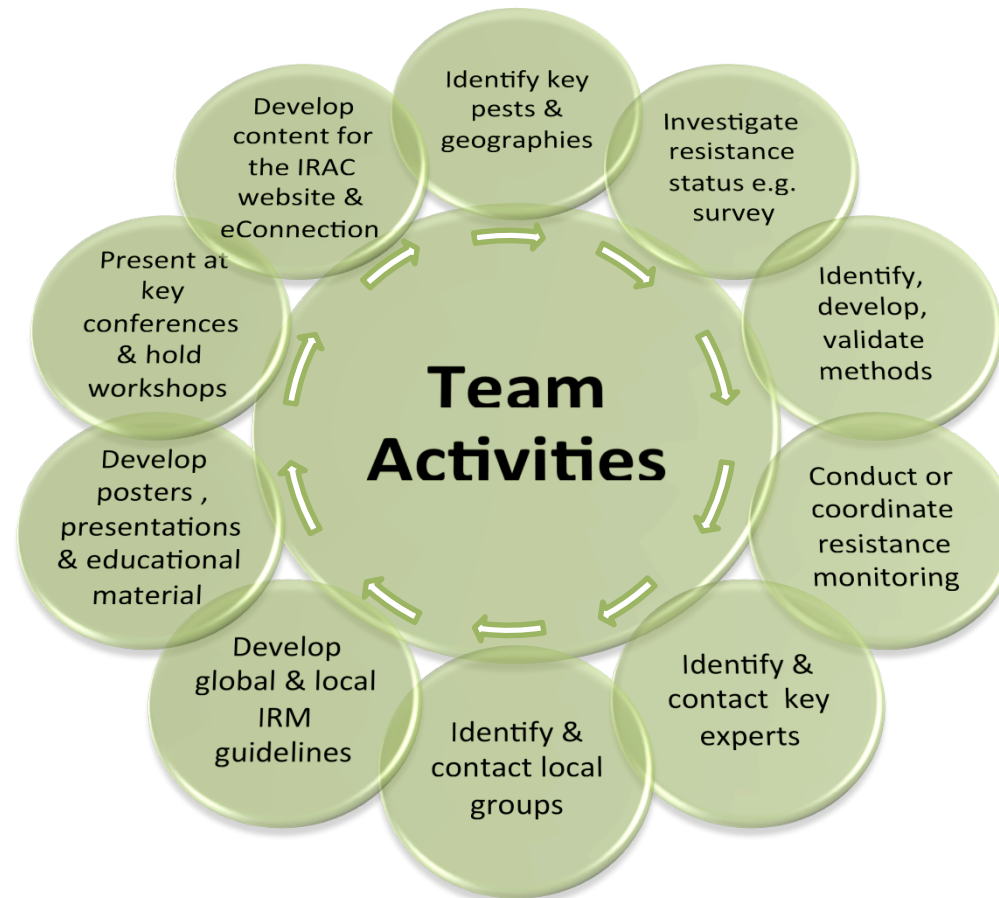 Team
Activities
Identify key
pests &
geographies
Investigate
resistance
status e.g.
survey
Identify,
develop,
validate
methods
Conduct or
coordinate
resistance
monitoring
Identify &
contact key
experts
Identify &
contact local
groups
Develop
global & local
IRM
guidelines
Develop
posters ,
presentations
& educational
material
Present at
key
conferences
& hold
workshops
Develop
content for
the IRAC
website &
eConnection